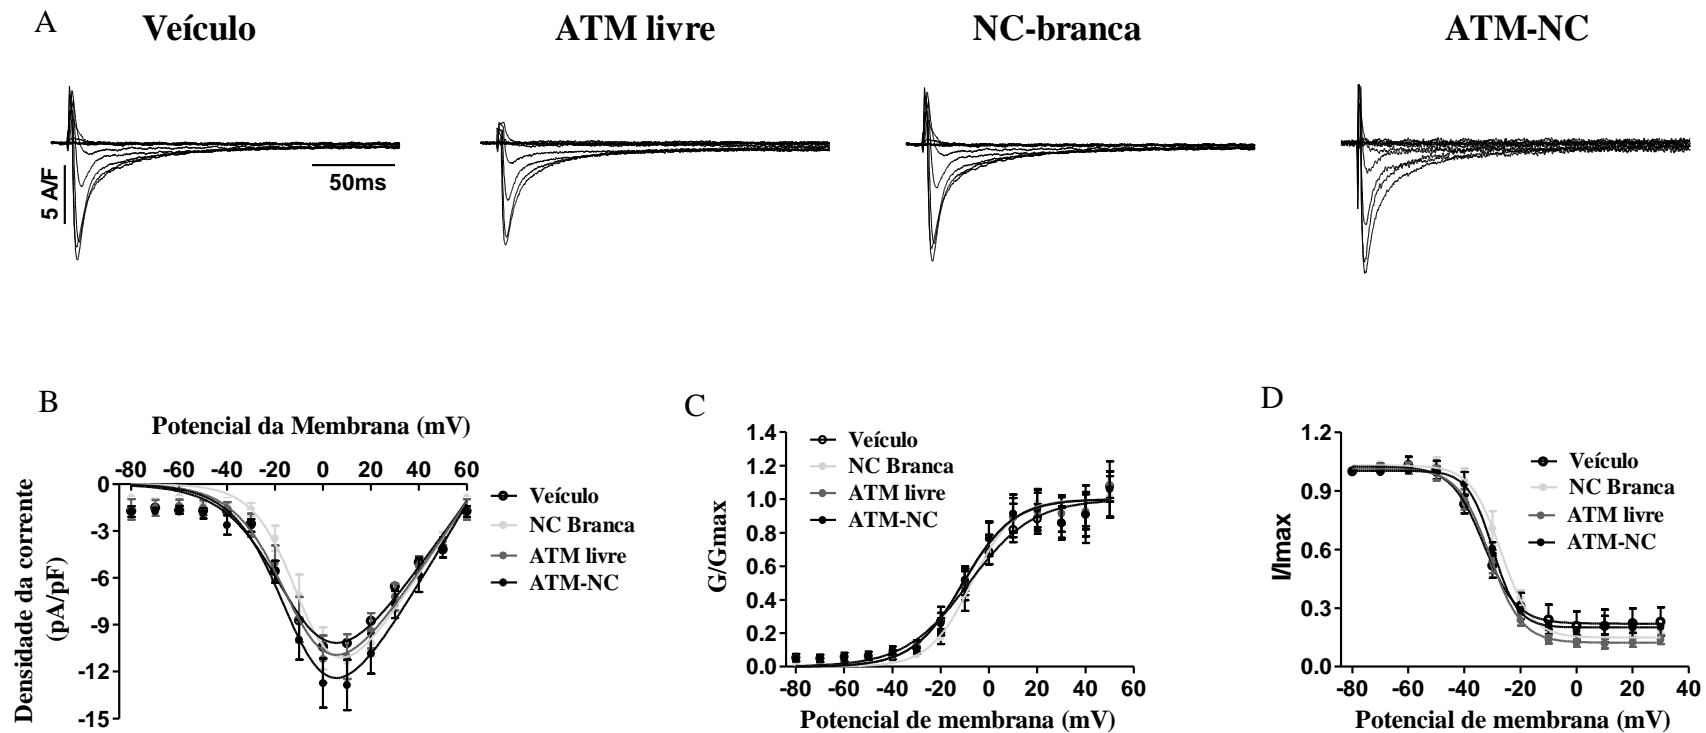 A
Veículo
ATM livre
NC-branca
ATM-NC
5 A/F
50ms
B
Potencial da Membrana (mV)
-80 -60 -40 -20 0 20 40 60
0
-3
-6
-9
-12
-15
Densidade da corrente
(pA/pF)
Veículo
NC Branca
ATM livre
ATM-NC
C
1.4
1.2
1.0
0.8
0.6
0.4
0.2
0.0
G/Gmax
Veículo
NC Branca
ATM livre
ATM-NC
-80 -60 -40 -20 0 20 40 60
Potencial de membrana (mV)
D
1.2
0.9
0.6
0.3
0.0
I/Imax
Veículo
NC Branca
ATM livre
ATM-NC
-80 -60 -40 -20 0 20 40
Potencial de membrana (mV)